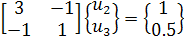 [3 -1
-1 1] {u₂
u₃} = {1
0.5}